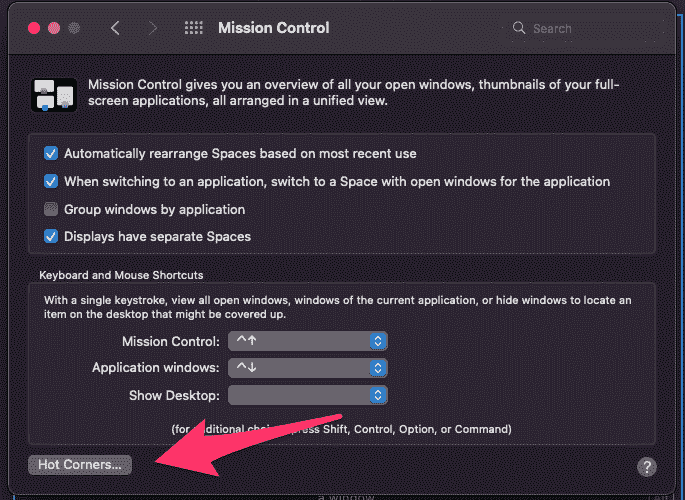 Mission Control
Search
Mission Control gives you an overview of all your open windows, thumbnails of your full-
screen applications, all arranged in a unified view.
Automatically rearrange Spaces based on most recent use
When switching to an application, switch to a Space with open windows for the application
Group windows by application
Displays have separate Spaces
Keyboard and Mouse Shortcuts
With a single keystroke, view all open windows, windows of the current application, or hide windows to locate an
item on the desktop that might be covered up.
Mission Control: ^↑
Application windows: ^↓
Show Desktop:
(for press Shift, Control, Option, or Command)
Hot Corners... ?
a window